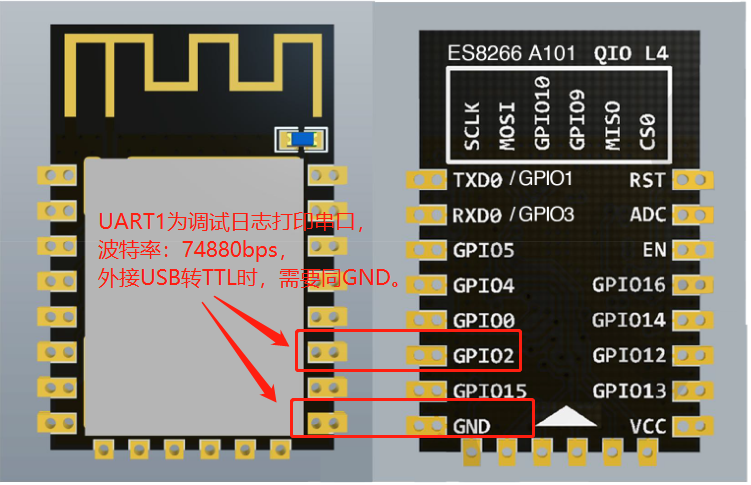 UART1为调试日志打印串口，
波特率：74880bps，
外接USB转TTL时，需要同GND。
ES8266 A101 QIO L4
SCLK
MOSI
GPIO10
GPIO9
MISO
CS0
TXD0 / GPIO1
RST
RXD0 / GPIO3
ADC
GPIO5
EN
GPIO4
GPIO16
GPIO0
GPIO14
GPIO2
GPIO12
GPIO15
GPIO13
GND
VCC